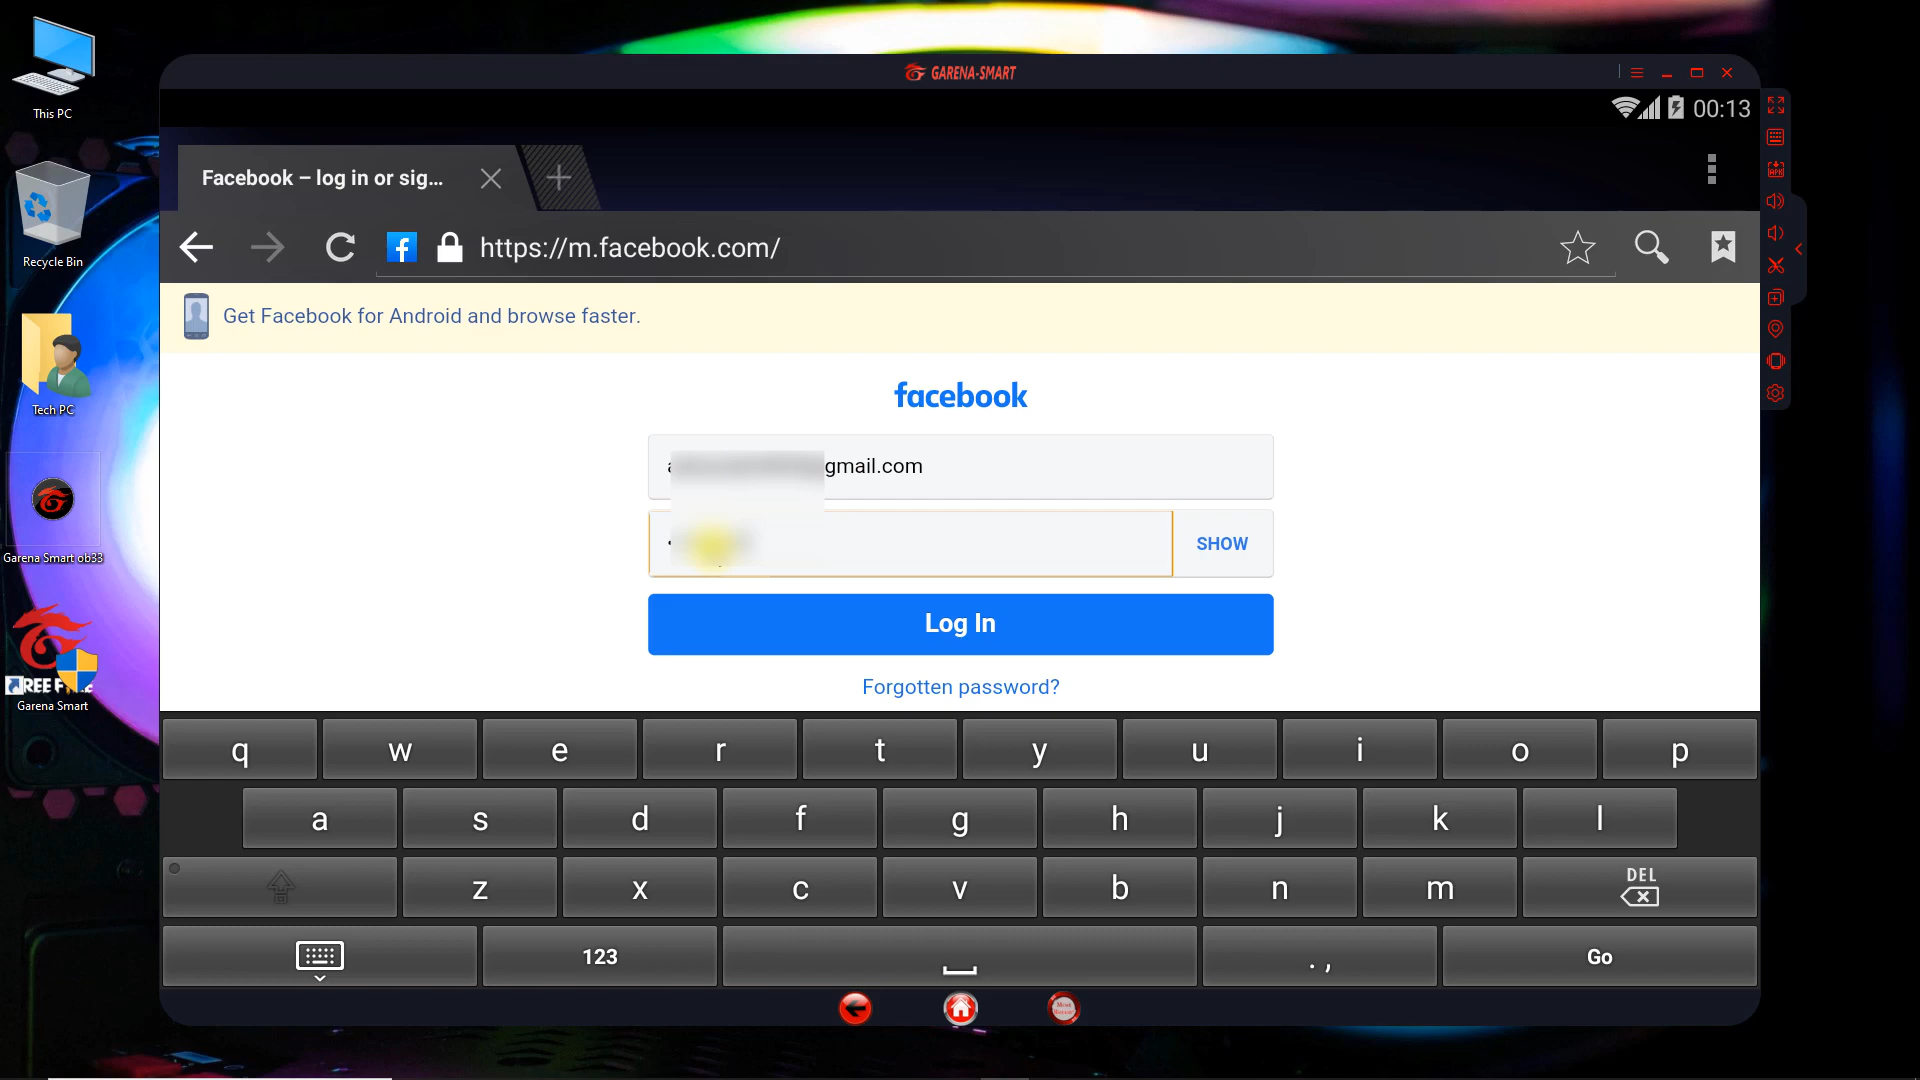 This PC
Recycle Bin
Tech PC
Garena Smart ob33
Garena Smart
GARENA-SMART
00:13
Facebook – log in or sig...
https://m.facebook.com/
Get Facebook for Android and browse faster.
facebook
gmail.com
SHOW
Log In
Forgotten password?
q w e r t y u i o p
a s d f g h j k l
z x c v b n m DEL
123 . , Go